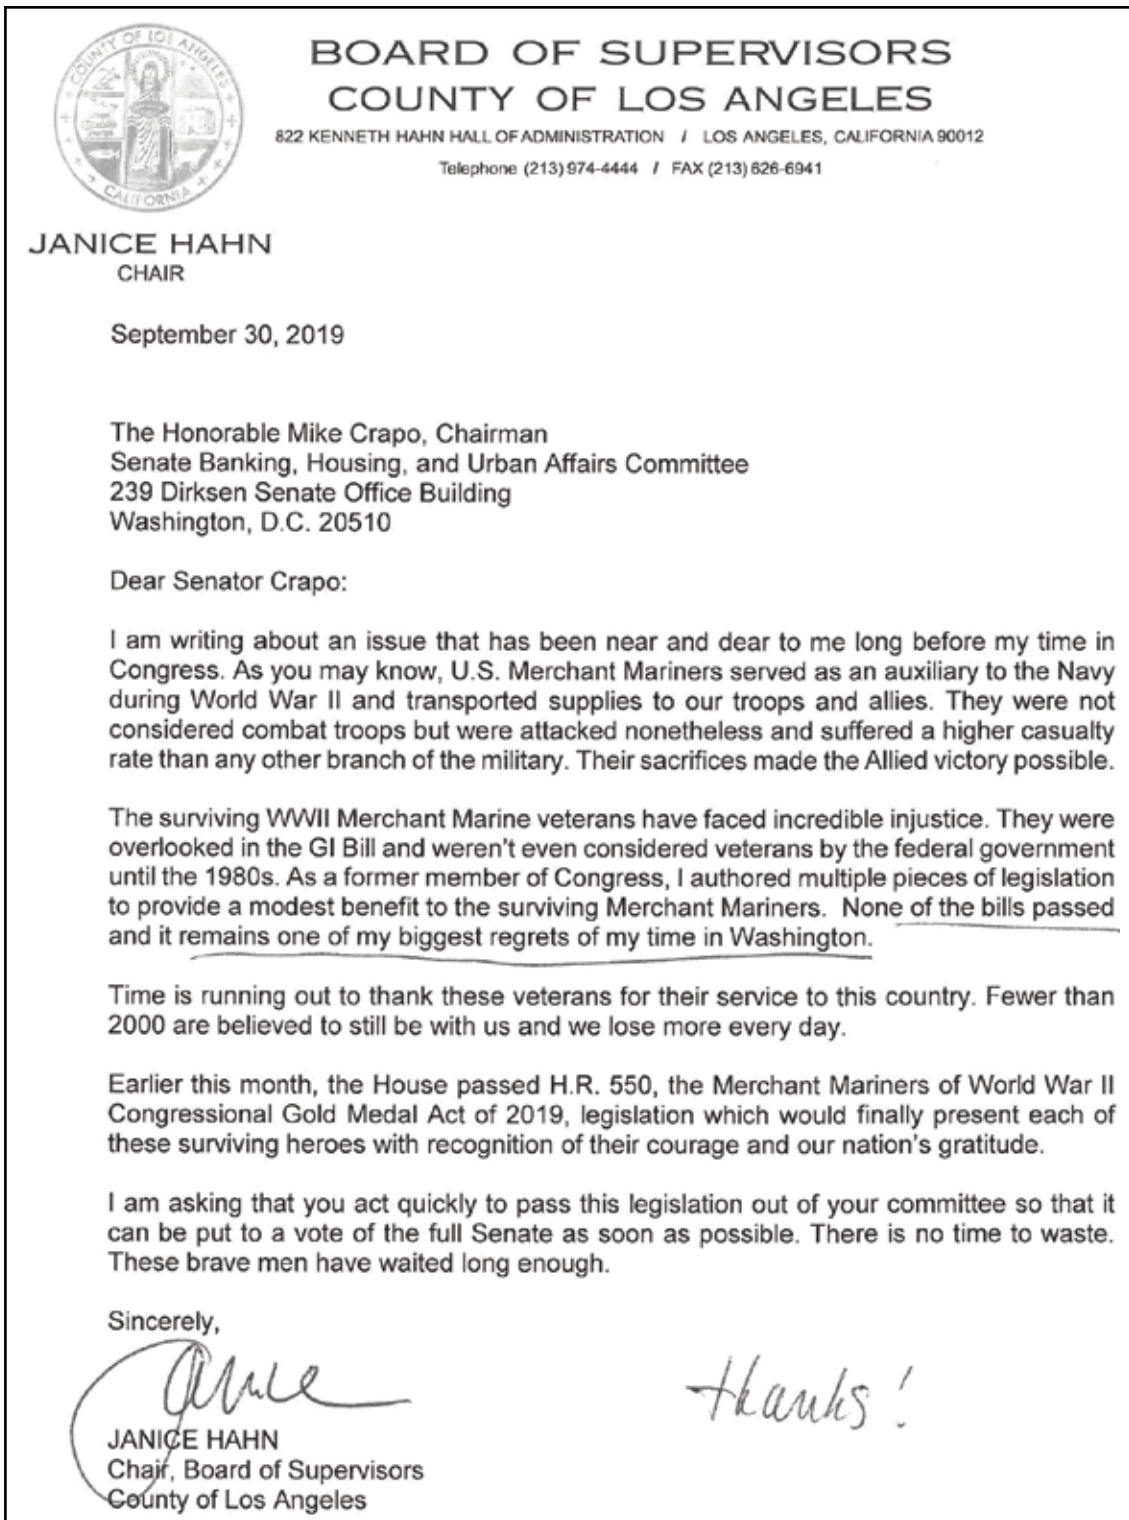 COUNTY OF LOS ANGELES
CALIFORNIA
BOARD OF SUPERVISORS
COUNTY OF LOS ANGELES
822 KENNETH HAHN HALL OF ADMINISTRATION / LOS ANGELES, CALIFORNIA 90012
Telephone (213) 974-4444 / FAX (213) 626-6941
JANICE HAHN
CHAIR
September 30, 2019
The Honorable Mike Crapo, Chairman
Senate Banking, Housing, and Urban Affairs Committee
239 Dirksen Senate Office Building
Washington, D.C. 20510
Dear Senator Crapo:
I am writing about an issue that has been near and dear to me long before my time in
Congress. As you may know, U.S. Merchant Mariners served as an auxiliary to the Navy
during World War II and transported supplies to our troops and allies. They were not
considered combat troops but were attacked nonetheless and suffered a higher casualty
rate than any other branch of the military. Their sacrifices made the Allied victory possible.
The surviving WWII Merchant Marine veterans have faced incredible injustice. They were
overlooked in the GI Bill and weren't even considered veterans by the federal government
until the 1980s. As a former member of Congress, I authored multiple pieces of legislation
to provide a modest benefit to the surviving Merchant Mariners. None of the bills passed
and it remains one of my biggest regrets of my time in Washington.
Time is running out to thank these veterans for their service to this country. Fewer than
2000 are believed to still be with us and we lose more every day.
Earlier this month, the House passed H.R. 550, the Merchant Mariners of World War II
Congressional Gold Medal Act of 2019, legislation which would finally present each of
these surviving heroes with recognition of their courage and our nation's gratitude.
I am asking that you act quickly to pass this legislation out of your committee so that it
can be put to a vote of the full Senate as soon as possible. There is no time to waste.
These brave men have waited long enough.
Sincerely,
Janice
thanks!
JANICE HAHN
Chair, Board of Supervisors
County of Los Angeles